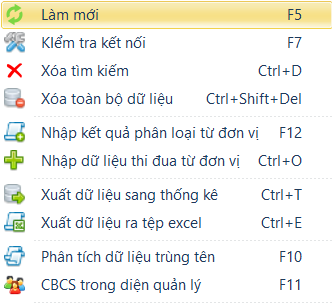 Làm mới F5
Kiểm tra kết nối F7
Xóa tìm kiếm Ctrl+D
Xóa toàn bộ dữ liệu Ctrl+Shift+Del
Nhập kết quả phân loại từ đơn vị F12
Nhập dữ liệu thi đua từ đơn vị Ctrl+O
Xuất dữ liệu sang thống kê Ctrl+T
Xuất dữ liệu ra tệp excel Ctrl+E
Phân tích dữ liệu trùng tên F10
CBCS trong diện quản lý F11